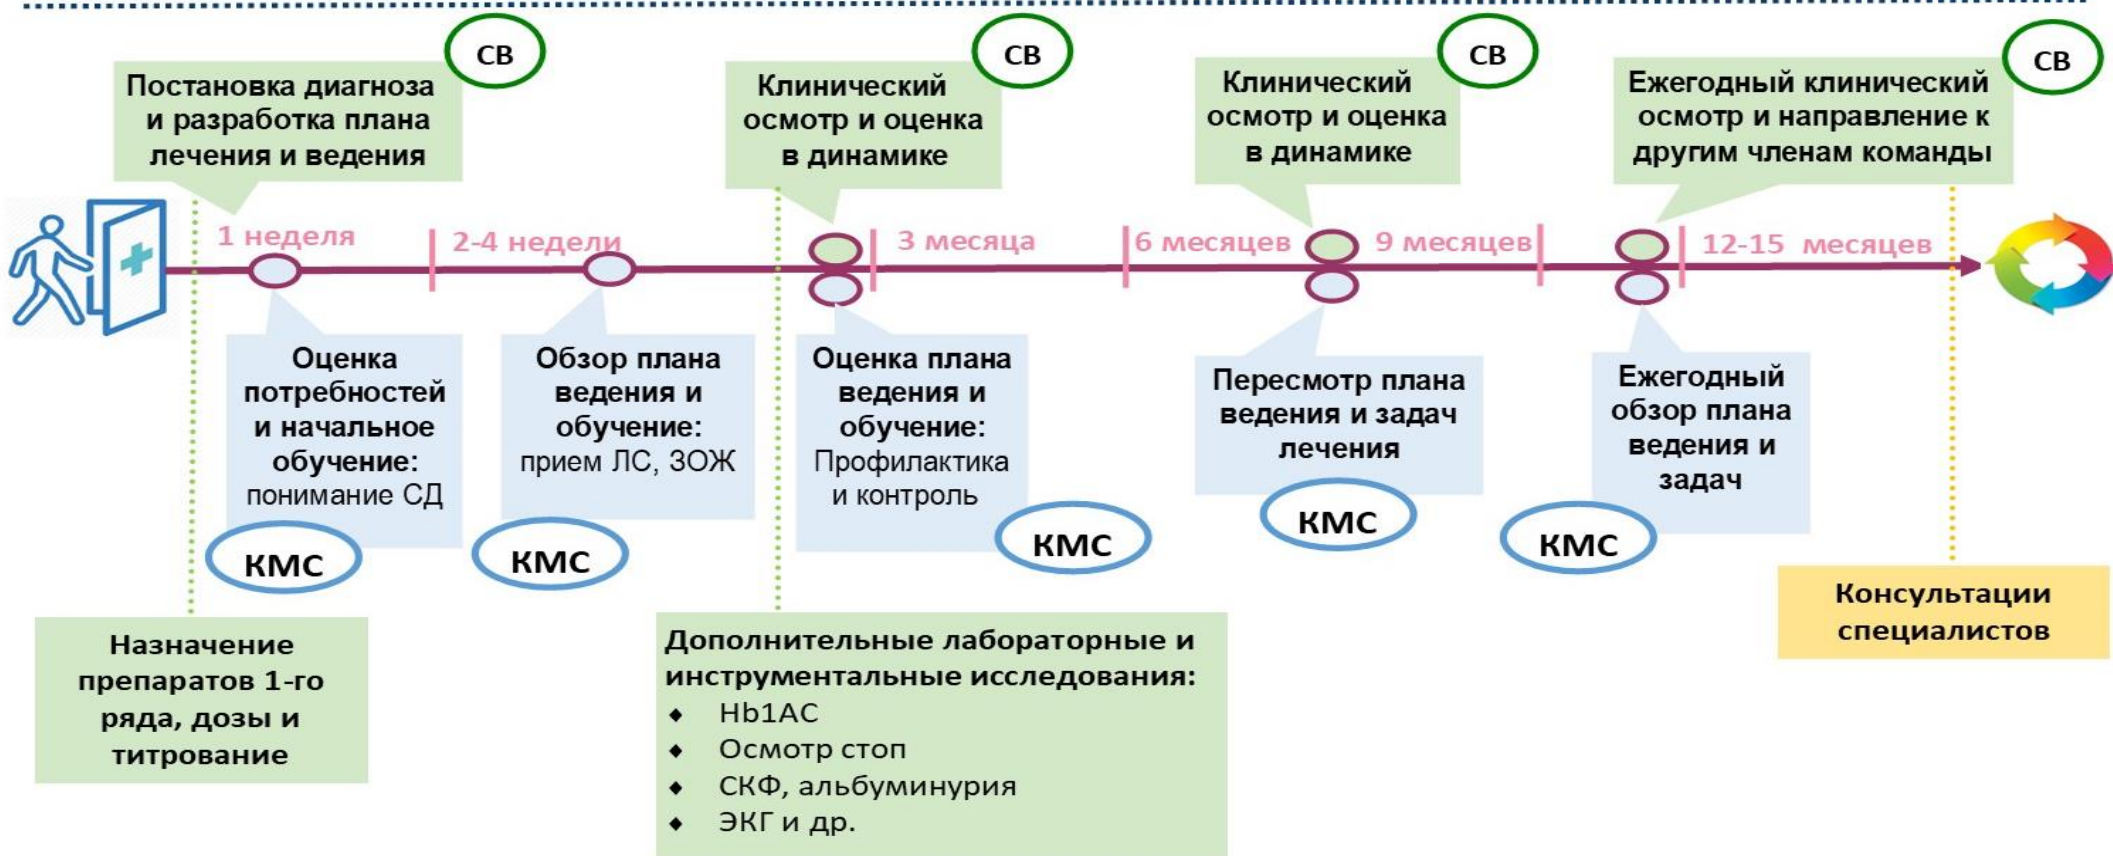 СВ
Постановка диагноза
и разработка плана
лечения и ведения
СВ
Клинический
осмотр и оценка
в динамике
СВ
Клинический
осмотр и оценка
в динамике
СВ
Ежегодный клинический
осмотр и направление к
другим членам команды
1 неделя
2-4 недели
3 месяца
6 месяцев
9 месяцев
12-15 месяцев
Оценка
потребностей
и начальное
обучение:
понимание СД
КМС
Обзор плана
ведения и
обучение:
прием ЛС, ЗОЖ
КМС
Оценка плана
ведения и
обучение:
Профилактика
и контроль
КМС
Пересмотр плана
ведения и задач
лечения
КМС
Ежегодный
обзор плана
ведения и
задач
КМС
Назначение
препаратов 1-го
ряда, дозы и
титрование
Дополнительные лабораторные и
инструментальные исследования:
⬥ Hb1AC
⬥ Осмотр стоп
⬥ СКФ, альбуминурия
⬥ ЭКГ и др.
Консультации
специалистов